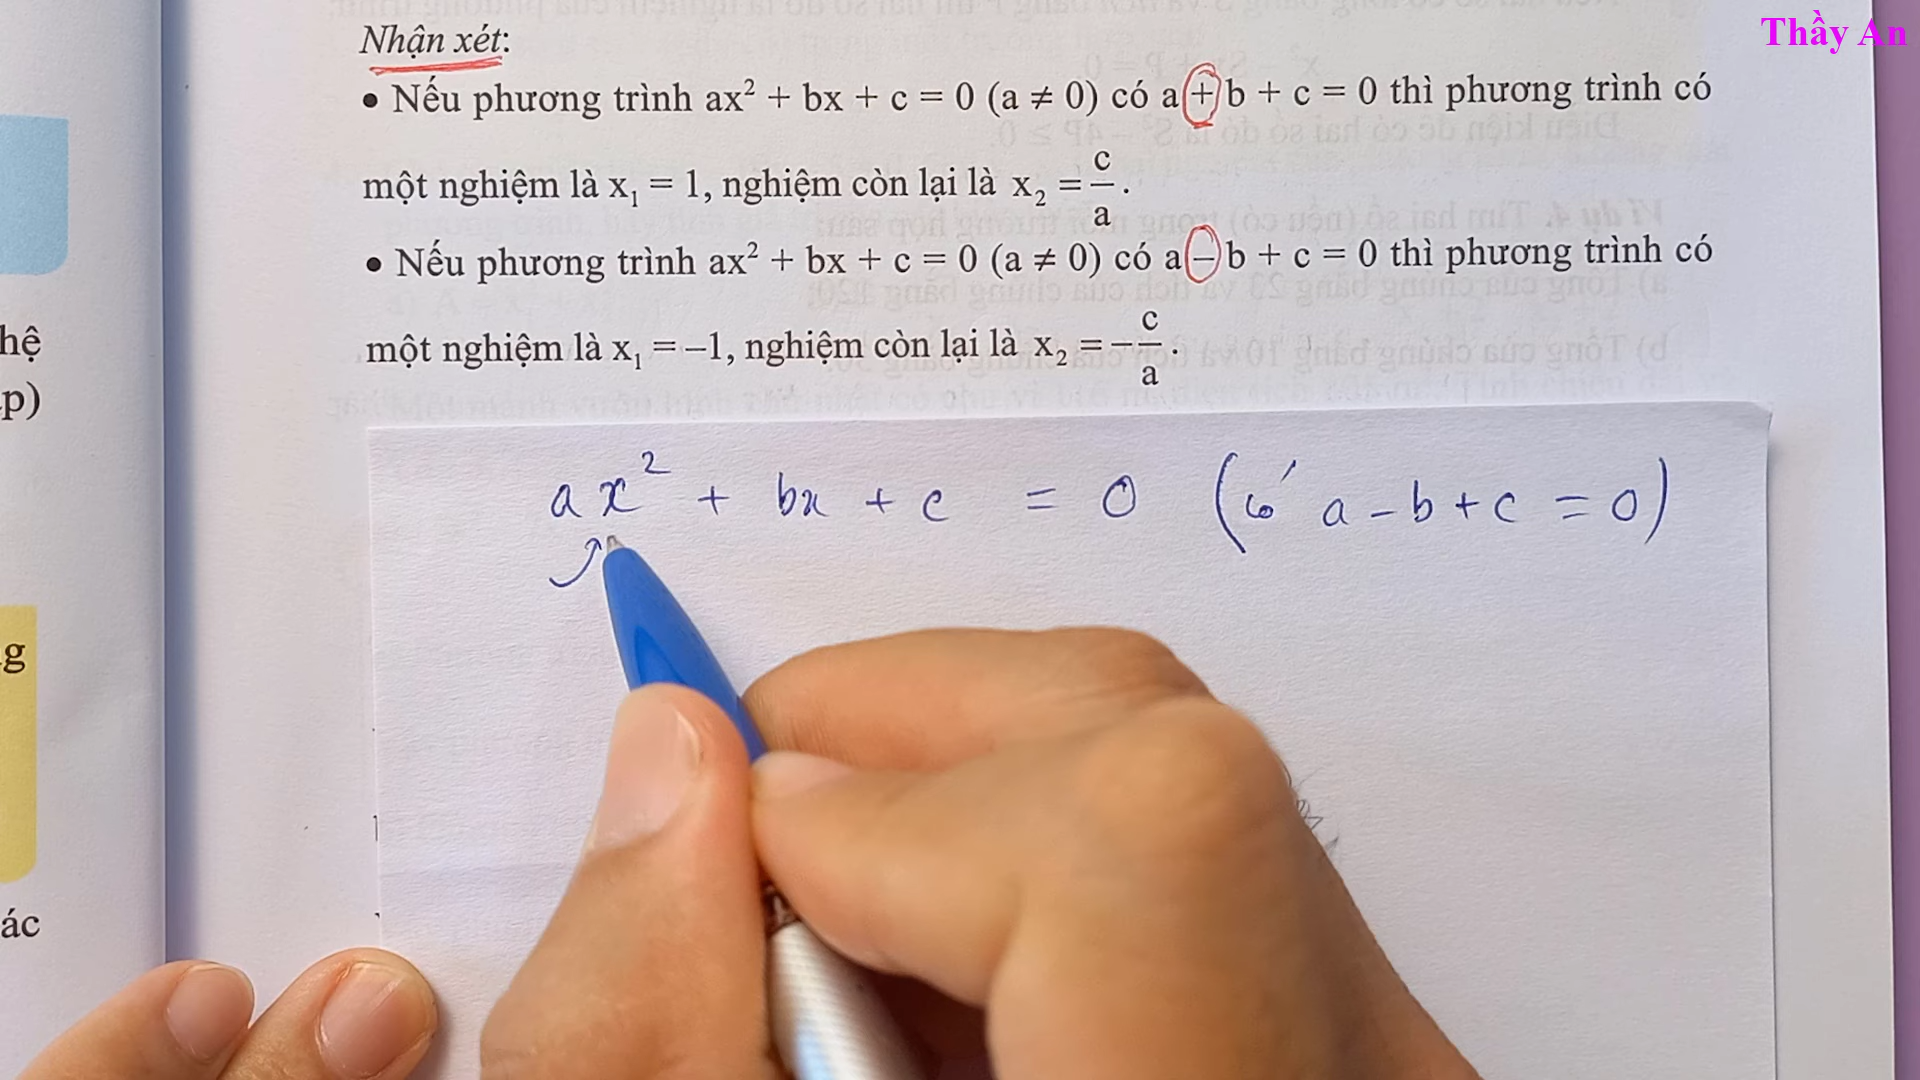 Thầy An
Nhận xét:
• Nếu phương trình ax² + bx + c = 0 (a ≠ 0) có a + b + c = 0 thì phương trình có
một nghiệm là x₁ = 1, nghiệm còn lại là x₂ = c/a.
• Nếu phương trình ax² + bx + c = 0 (a ≠ 0) có a – b + c = 0 thì phương trình có
một nghiệm là x₁ = –1, nghiệm còn lại là x₂ = –c/a.
ax² + bx + c = 0 (có a – b + c = 0)
hệ
p)
g
ác